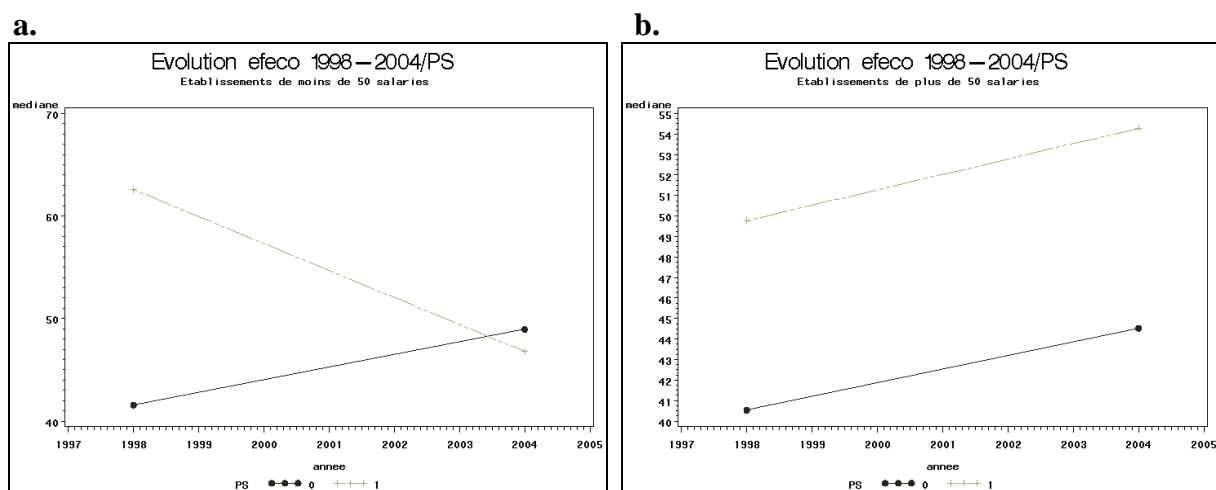 a.
Evolution efeco 1998–2004/PS
Etablissements de moins de 50 salaries
mediane
70
60
50
40
1997 1998 1999 2000 2001 2002 2003 2004 2005
annee
PS 0 1
b.
Evolution efeco 1998–2004/PS
Etablissements de plus de 50 salaries
mediane
55
54
53
52
51
50
49
48
47
46
45
44
43
42
41
40
1997 1998 1999 2000 2001 2002 2003 2004 2005
annee
PS 0 1